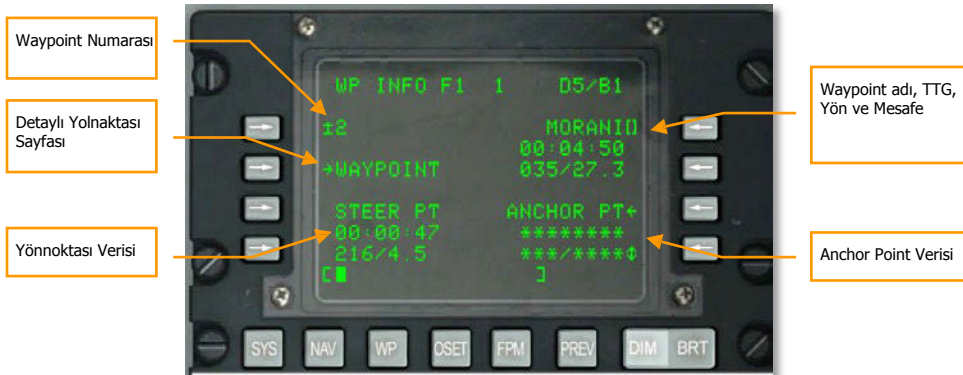 Waypoint Numarası
Detaylı Yolnaktası
Sayfası
Yönnoktası Verisi
WP INFO F1 1 D5/B1
±2 MORANI[]
00:04:50
→WAYPOINT 035/27.3
STEER PT ANCHOR PT←
00:00:47 ********
216/4.5 ***/****↕
[ ]
SYS NAV WP OSET FPM PREV DIM BRT
Waypoint adı, TTG,
Yön ve Mesafe
Anchor Point Verisi